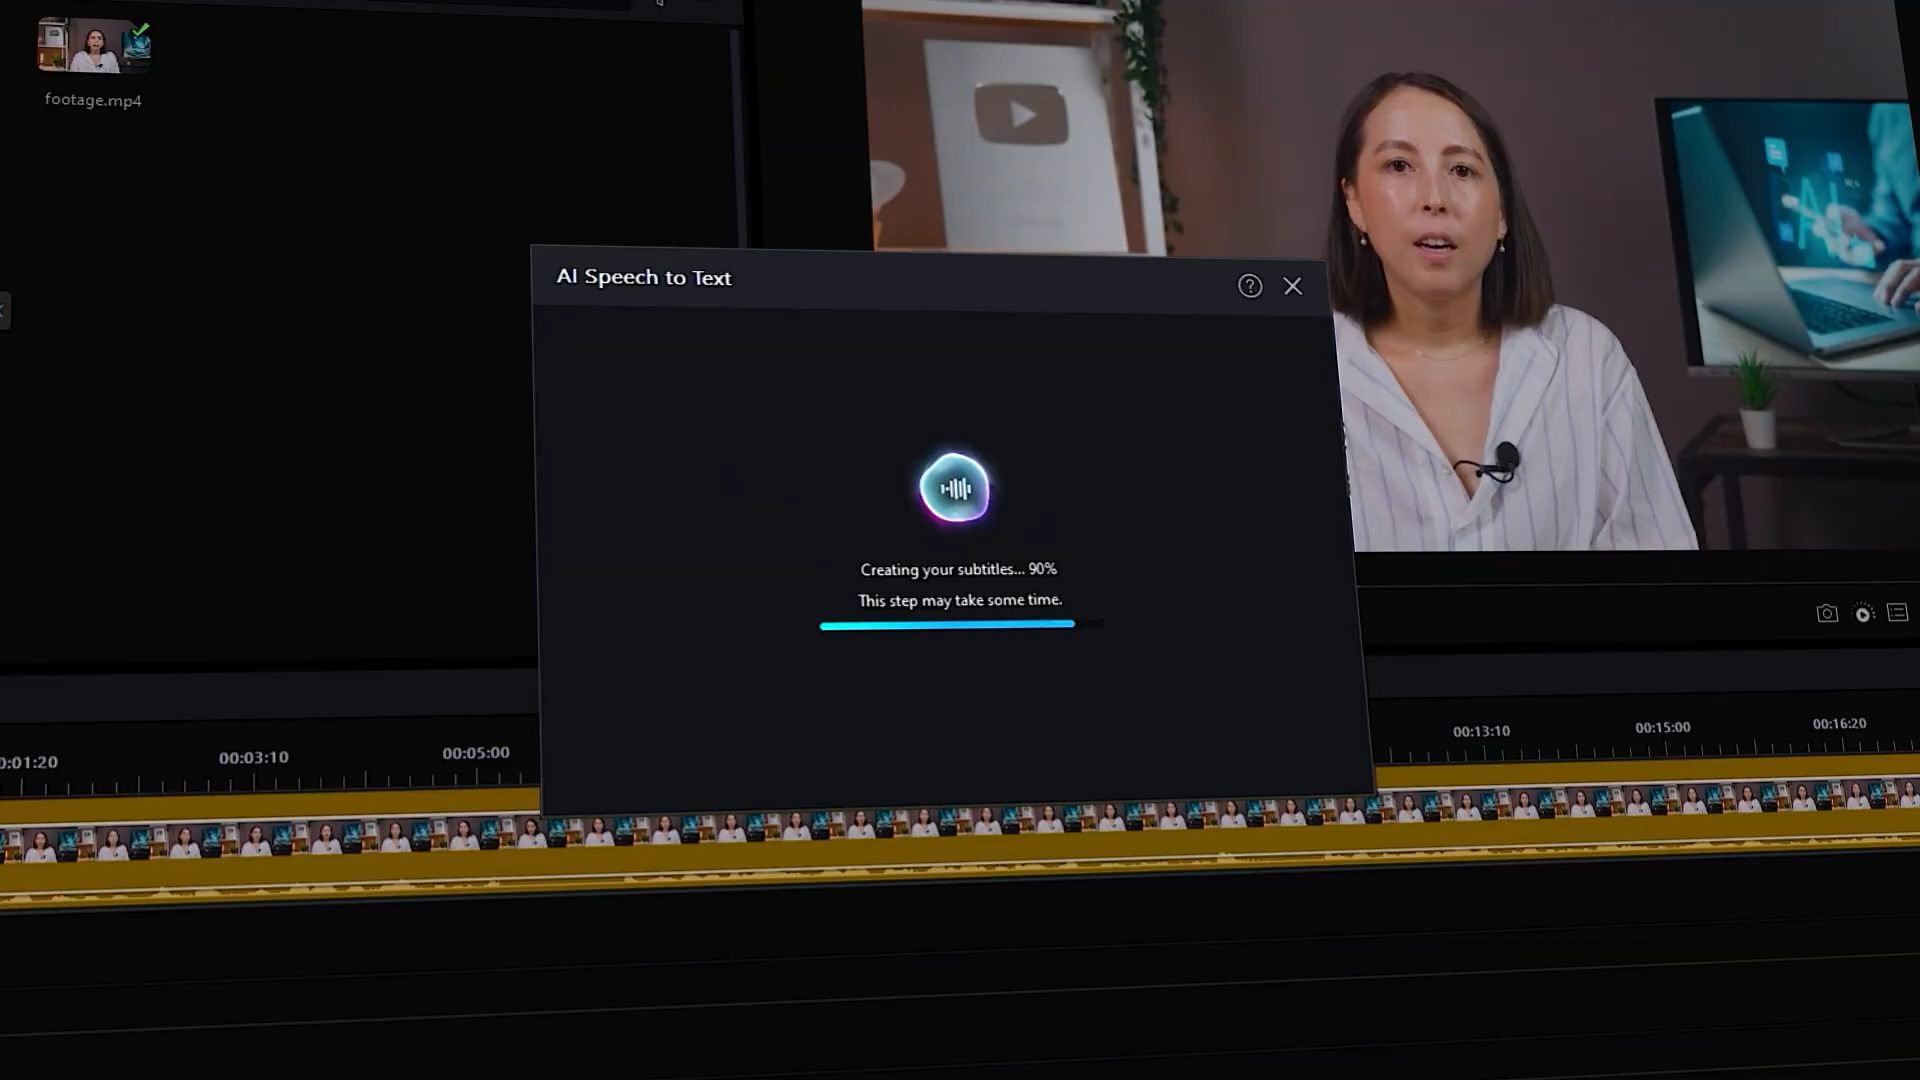 footage.mp4
AI Speech to Text
Creating your subtitles... 90%
This step may take some time.
0:01:20
00:03:10
00:05:00
00:13:10
00:15:00
00:16:20
AI